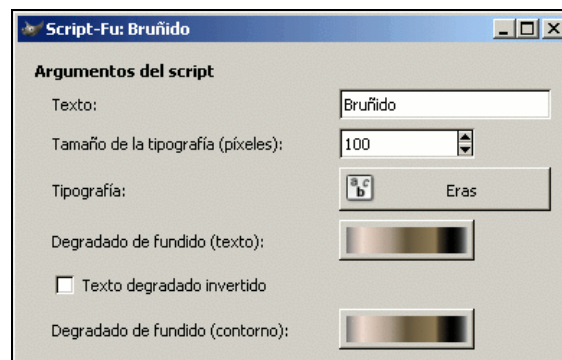 Script-Fu: Bruñido
Argumentos del script
Texto: Bruñido
Tamaño de la tipografía (píxeles): 100
Tipografía: Eras
Degradado de fundido (texto):
Texto degradado invertido
Degradado de fundido (contorno):